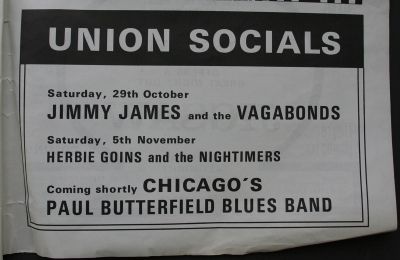 UNION SOCIALS
Saturday, 29th October
JIMMY JAMES and the VAGABONDS
Saturday, 5th November
HERBIE GOINS and the NIGHTIMERS
Coming shortly CHICAGO´S
PAUL BUTTERFIELD BLUES BAND